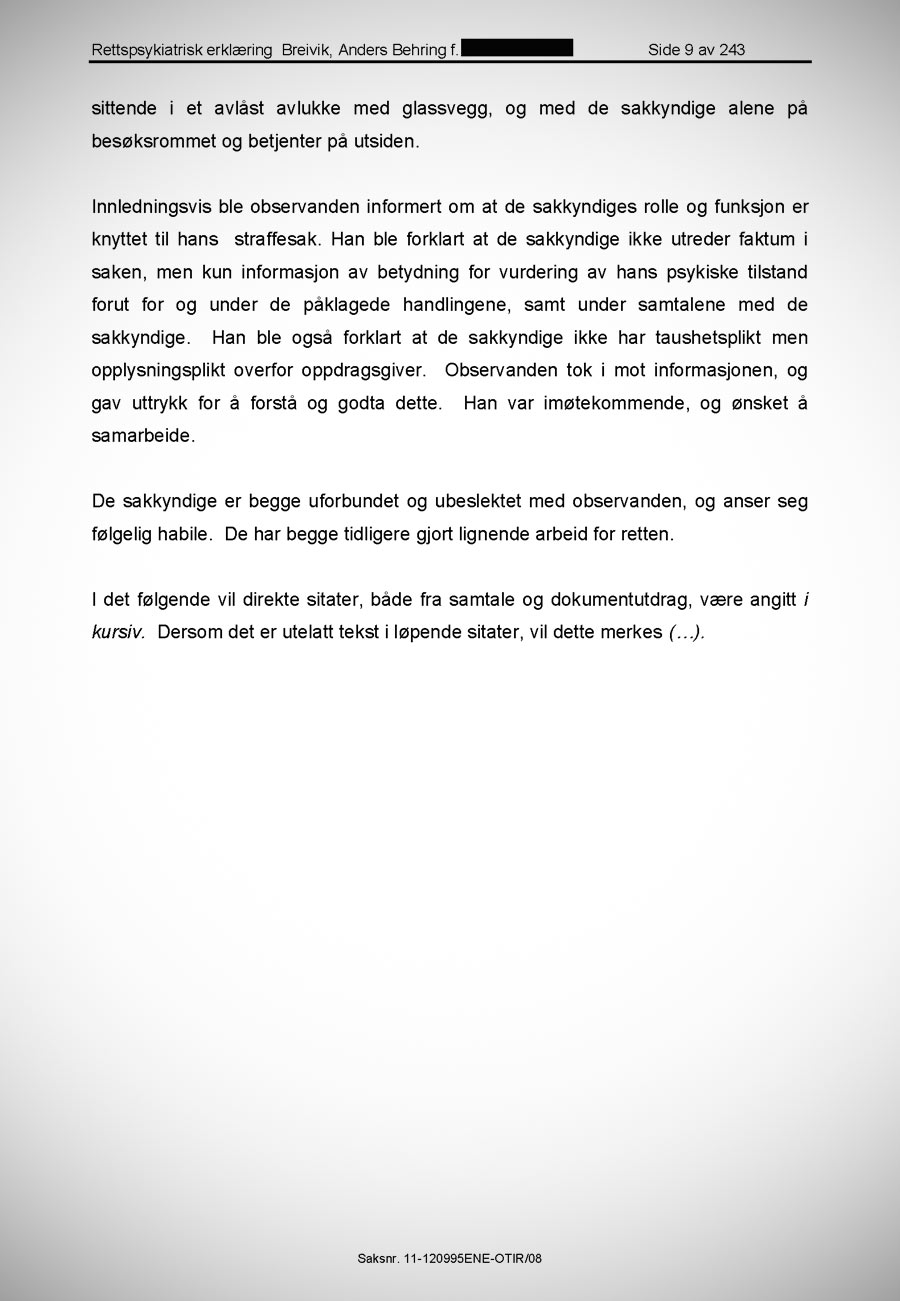 Rettspsykiatrisk erklæring  Breivik, Anders Behring f. Side 9 av 243
sittende i et avlåst avlukke med glassvegg, og med de sakkyndige alene på
besøksrommet og betjenter på utsiden.
Innledningsvis ble observanden informert om at de sakkyndiges rolle og funksjon er
knyttet til hans  straffesak. Han ble forklart at de sakkyndige ikke utreder faktum i
saken, men kun informasjon av betydning for vurdering av hans psykiske tilstand
forut for og under de påklagede handlingene, samt under samtalene med de
sakkyndige.  Han ble også forklart at de sakkyndige ikke har taushetsplikt men
opplysningsplikt overfor oppdragsgiver.  Observanden tok i mot informasjonen, og
gav uttrykk for å forstå og godta dette.  Han var imøtekommende, og ønsket å
samarbeide.
De sakkyndige er begge uforbundet og ubeslektet med observanden, og anser seg
følgelig habile.  De har begge tidligere gjort lignende arbeid for retten.
I det følgende vil direkte sitater, både fra samtale og dokumentutdrag, være angitt i
kursiv.  Dersom det er utelatt tekst i løpende sitater, vil dette merkes (…).
Saksnr. 11-120995ENE-OTIR/08